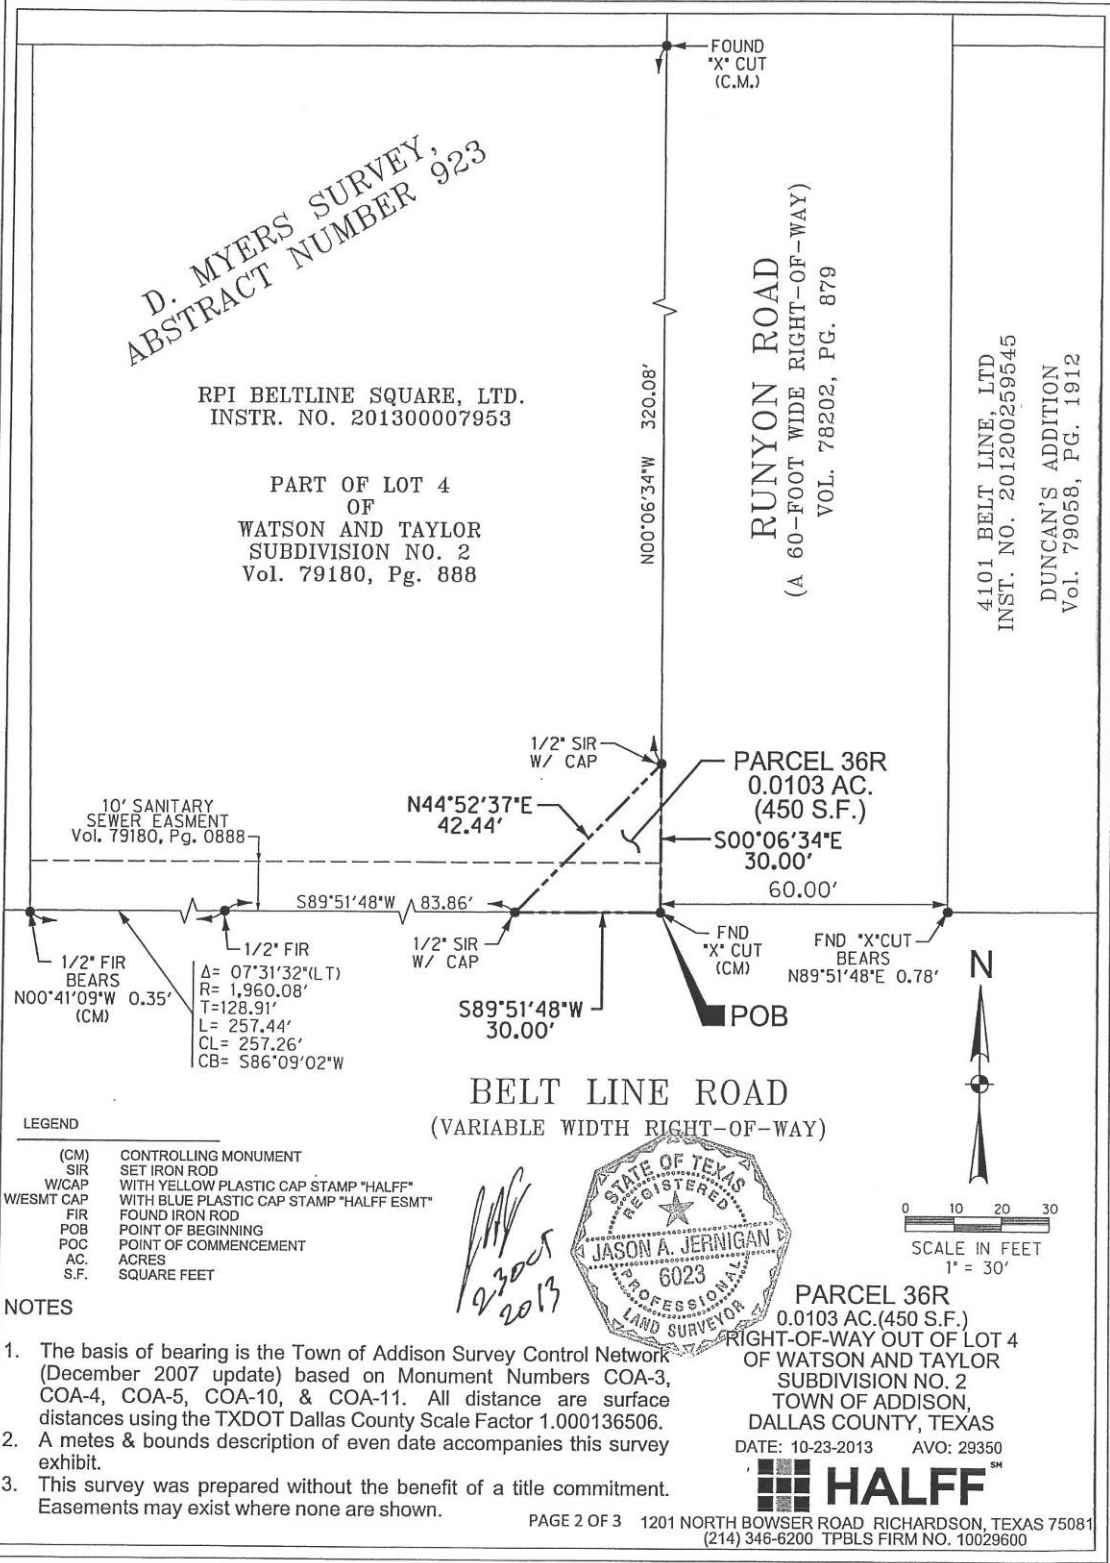 FOUND
"X" CUT
(C.M.)
D. MYERS SURVEY,
ABSTRACT NUMBER 923
RPI BELTLINE SQUARE, LTD.
INSTR. NO. 201300007953
PART OF LOT 4
OF
WATSON AND TAYLOR
SUBDIVISION NO. 2
Vol. 79180, Pg. 888
N00°06'34"W 320.08'
RUNYON ROAD
(A 60-FOOT WIDE RIGHT-OF-WAY)
VOL. 78202, PG. 879
4101 BELT LINE, LTD
INST. NO. 201200259545
DUNCAN'S ADDITION
Vol. 79058, PG. 1912
1/2" SIR
W/ CAP
PARCEL 36R
0.0103 AC.
(450 S.F.)
N44°52'37"E
42.44'
10' SANITARY
SEWER EASMENT
Vol. 79180, Pg. 0888
S00°06'34"E
30.00'
60.00'
S89°51'48"W 83.86'
1/2" FIR
BEARS
N00°41'09"W 0.35'
(CM)
1/2" FIR
Δ= 07°31'32"(LT)
R= 1,960.08'
T=128.91'
L= 257.44'
CL= 257.26'
CB= S86°09'02"W
1/2" SIR
W/ CAP
S89°51'48"W
30.00'
FND
"X" CUT
(CM)
POB
FND "X"CUT
BEARS
N89°51'48"E 0.78'
N
BELT LINE ROAD
(VARIABLE WIDTH RIGHT-OF-WAY)
LEGEND
(CM) CONTROLLING MONUMENT
SIR SET IRON ROD
W/CAP WITH YELLOW PLASTIC CAP STAMP "HALFF"
W/ESMT CAP WITH BLUE PLASTIC CAP STAMP "HALFF ESMT"
FIR FOUND IRON ROD
POB POINT OF BEGINNING
POC POINT OF COMMENCEMENT
AC. ACRES
S.F. SQUARE FEET
23 OCT
2013
STATE OF TEXAS
REGISTERED
JASON A. JERNIGAN
6023
PROFESSIONAL
LAND SURVEYOR
0 10 20 30
SCALE IN FEET
1" = 30'
NOTES
1. The basis of bearing is the Town of Addison Survey Control Network
(December 2007 update) based on Monument Numbers COA-3,
COA-4, COA-5, COA-10, & COA-11. All distance are surface
distances using the TXDOT Dallas County Scale Factor 1.000136506.
2. A metes & bounds description of even date accompanies this survey
exhibit.
3. This survey was prepared without the benefit of a title commitment.
Easements may exist where none are shown.
PARCEL 36R
0.0103 AC.(450 S.F.)
RIGHT-OF-WAY OUT OF LOT 4
OF WATSON AND TAYLOR
SUBDIVISION NO. 2
TOWN OF ADDISON,
DALLAS COUNTY, TEXAS
DATE: 10-23-2013 AVO: 29350
HALFF℠
PAGE 2 OF 3 1201 NORTH BOWSER ROAD RICHARDSON, TEXAS 75081
(214) 346-6200 TPBLS FIRM NO. 10029600